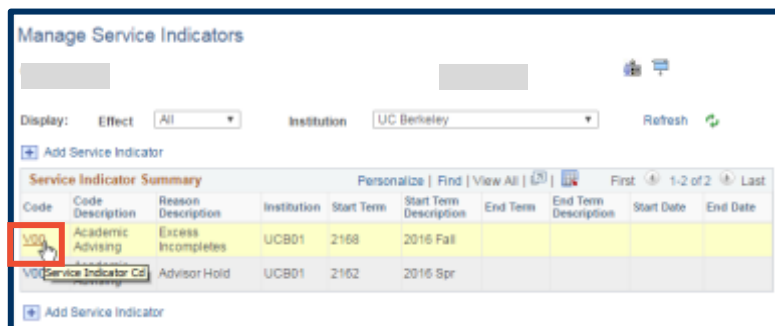 Manage Service Indicators
Display: Effect All Institution UC Berkeley Refresh
Add Service Indicator
Service Indicator Summary Personalize | Find | View All | First 1-2 of 2 Last
Code Code Description Reason Description Institution Start Term Start Term Description End Term End Term Description Start Date End Date
V00 Academic Advising Excess Incompletes UCB01 2168 2016 Fall
Service Indicator Cd
V00 Advising Advisor Hold UCB01 2162 2016 Spr
Add Service Indicator